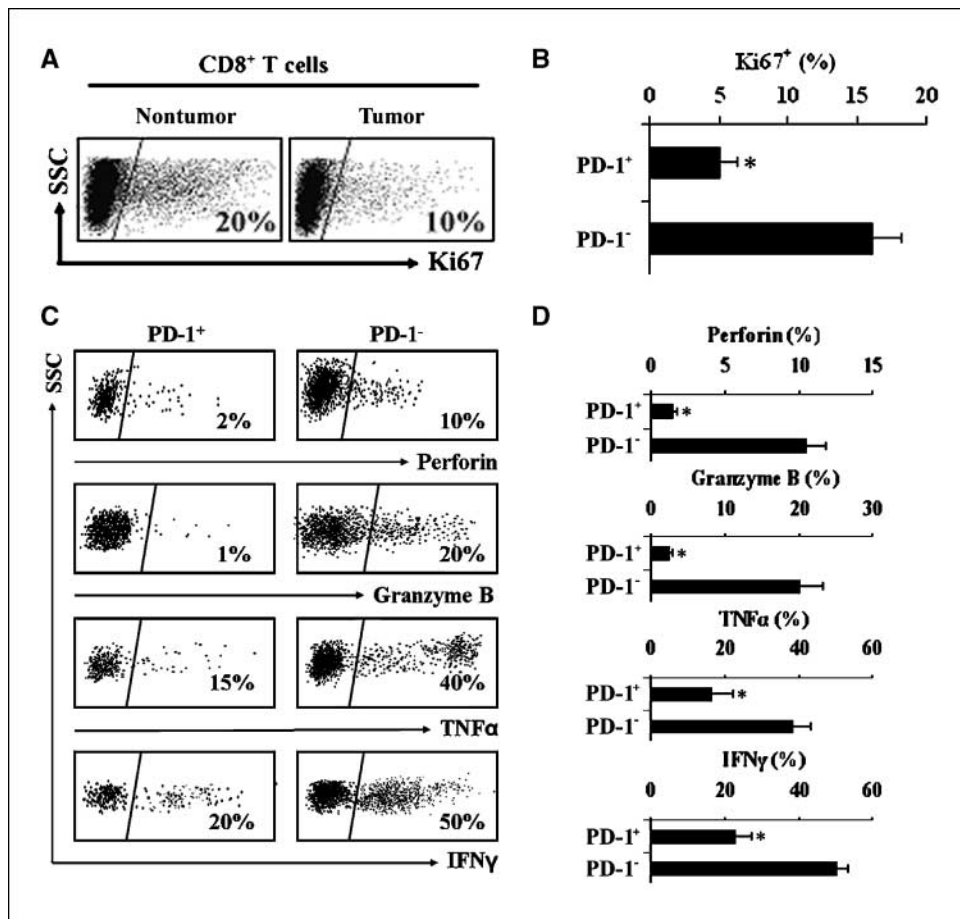 A
CD8⁺ T cells
Nontumor
Tumor
SSC
20%
10%
Ki67
B
Ki67⁺ (%)
0 5 10 15 20
PD-1⁺
*
PD-1⁻
C
PD-1⁺
PD-1⁻
SSC
2%
10%
Perforin
1%
20%
Granzyme B
15%
40%
TNFα
20%
50%
IFNγ
D
Perforin (%)
0 5 10 15
PD-1⁺
*
PD-1⁻
Granzyme B (%)
0 10 20 30
PD-1⁺
*
PD-1⁻
TNFα (%)
0 20 40 60
PD-1⁺
*
PD-1⁻
IFNγ (%)
0 20 40 60
PD-1⁺
*
PD-1⁻